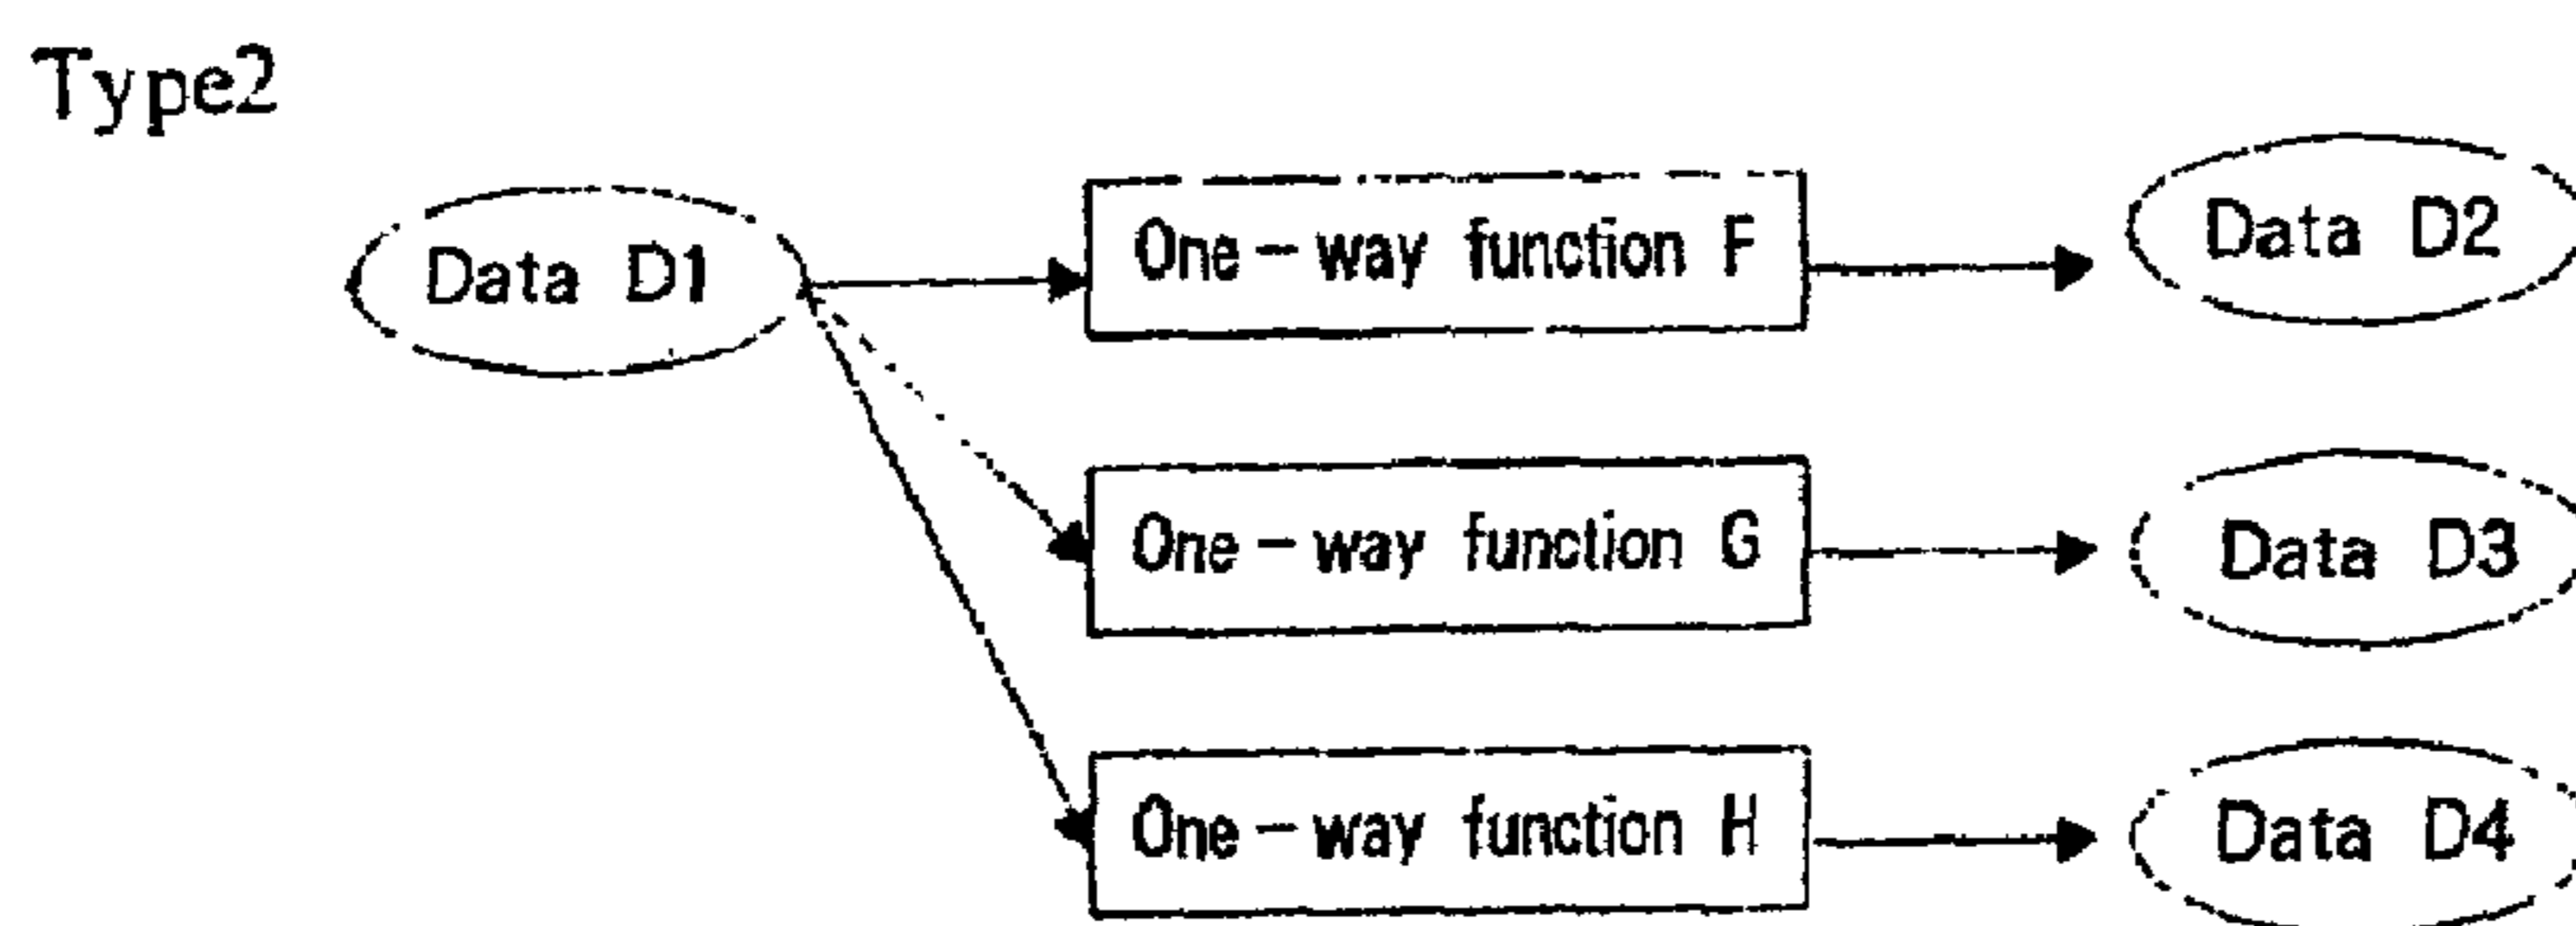 Type2
Data D1
One-way function F
Data D2
One-way function G
Data D3
One-way function H
Data D4